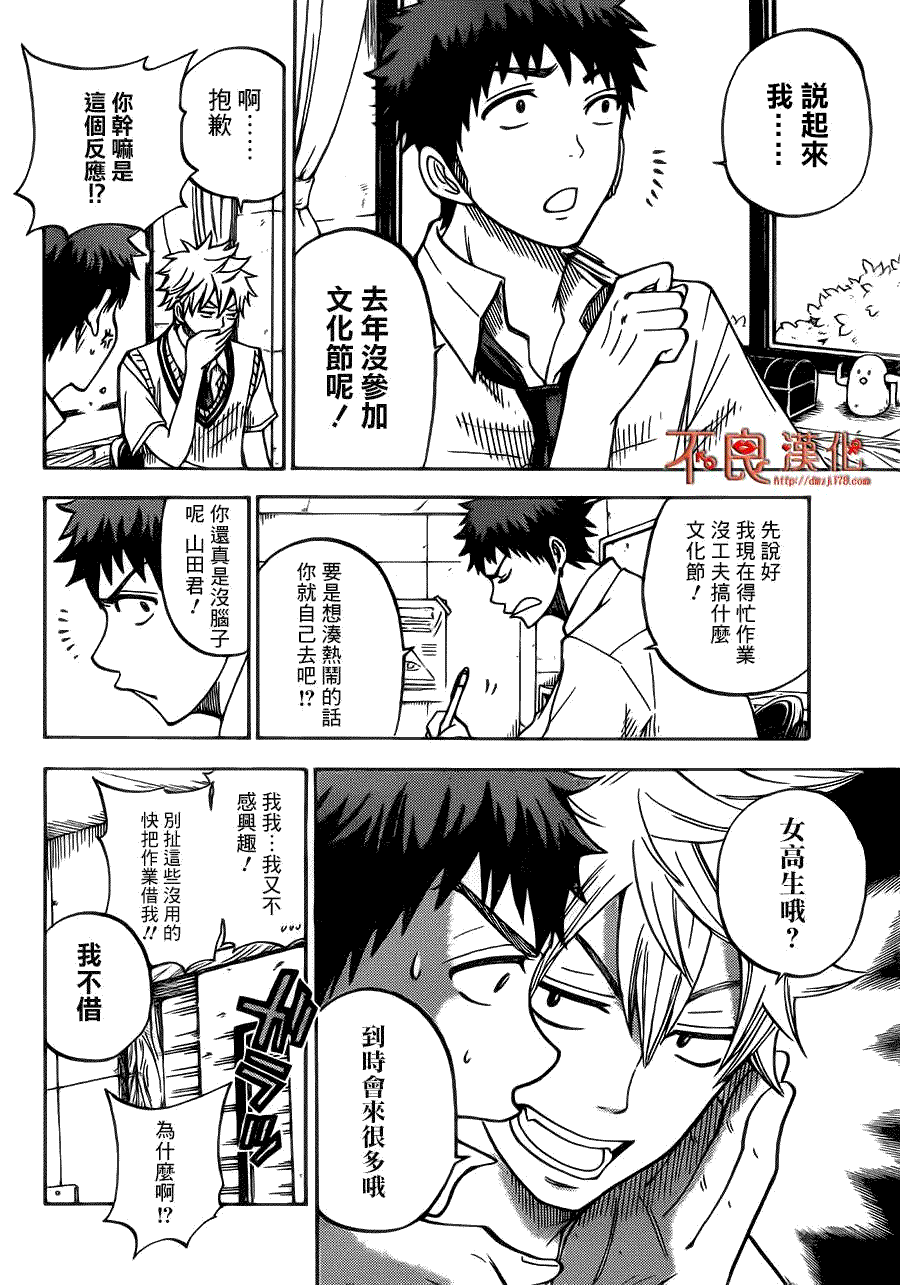 説起來
我……
去年沒參加
文化節呢！
啊……
抱歉
你幹嘛是
這個反應!?
不良漢化
http://dmzj178.com/
先說好
我現在得忙作業
沒工夫搞什麼
文化節！
要是想湊熱鬧的話
你就自己去吧!?
你還真是沒腦子
呢 山田君！
女高生哦？
到時會來很多哦
我我…我又不
感興趣！
別扯這些沒用的
快把作業借我!!
我不借
為什麼啊!?